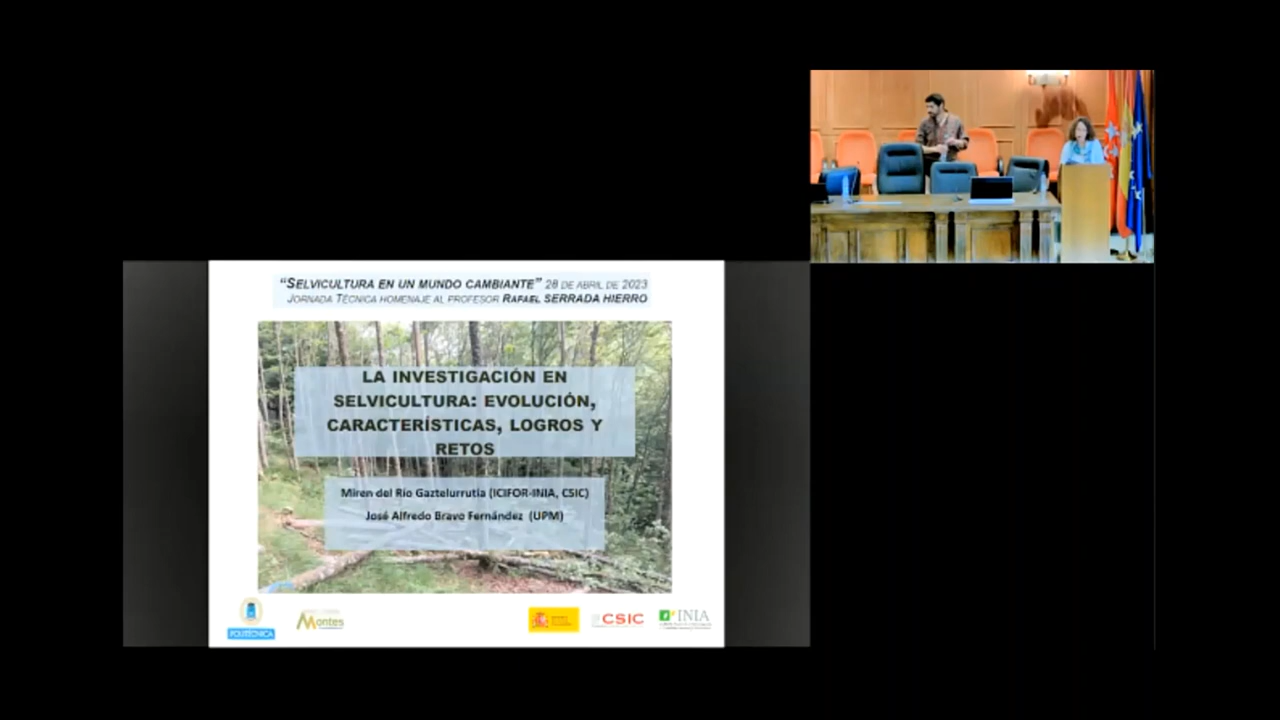 “SELVICULTURA EN UN MUNDO CAMBIANTE” 28 DE ABRIL DE 2023
JORNADA TÉCNICA HOMENAJE AL PROFESOR RAFAEL SERRADA HIERRO
LA INVESTIGACIÓN EN
SELVICULTURA: EVOLUCIÓN,
CARACTERÍSTICAS, LOGROS Y
RETOS
Miren del Río Gaztelurrutia (ICIFOR-INIA, CSIC)
José Alfredo Bravo Fernández (UPM)
POLITÉCNICA
Montes
CSIC
INIA